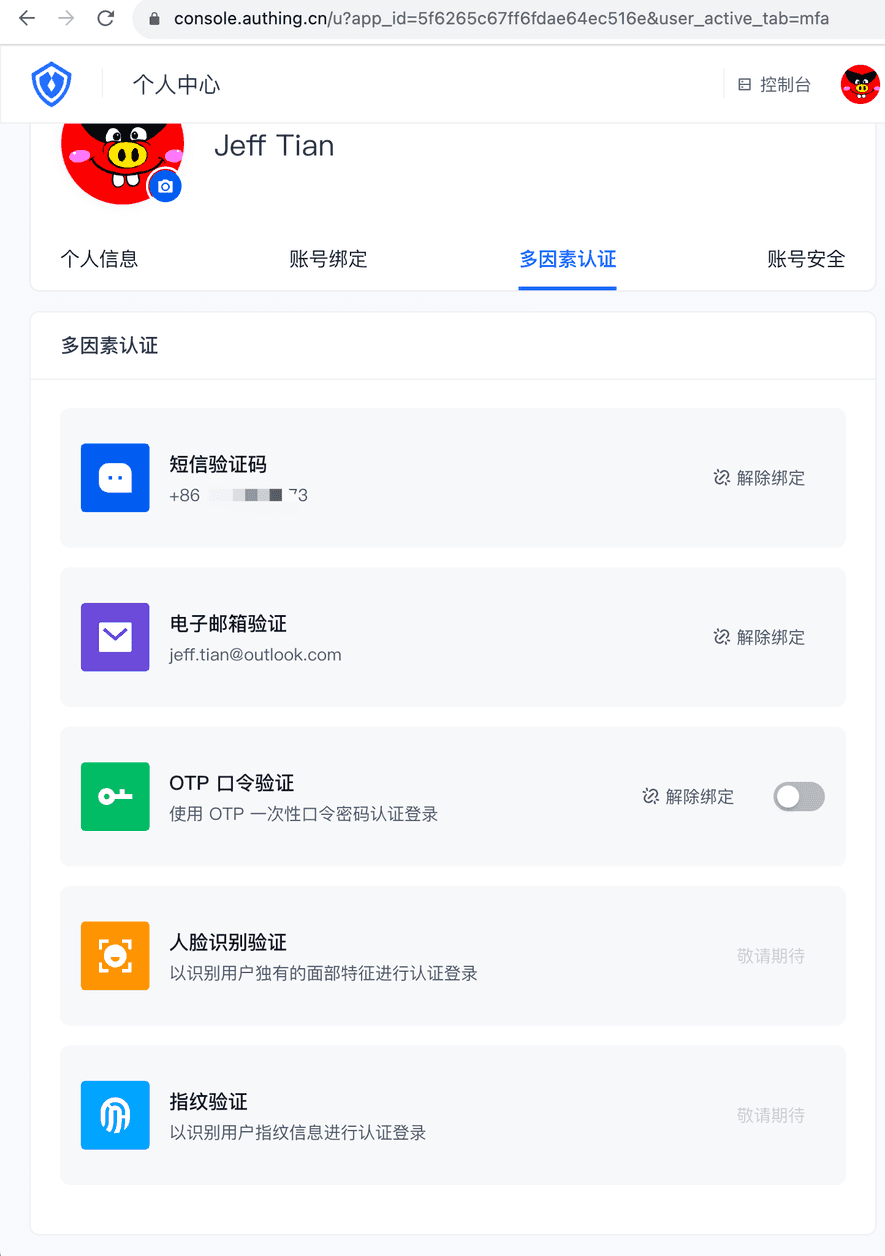 console.authing.cn/u?app_id=5f6265c67ff6fdae64ec516e&user_active_tab=mfa
个人中心
控制台
Jeff Tian
个人信息
账号绑定
多因素认证
账号安全
多因素认证
短信验证码
+86 73
解除绑定
电子邮箱验证
jeff.tian@outlook.com
解除绑定
OTP 口令验证
使用 OTP 一次性口令密码认证登录
解除绑定
人脸识别验证
以识别用户独有的面部特征进行认证登录
敬请期待
指纹验证
以识别用户指纹信息进行认证登录
敬请期待